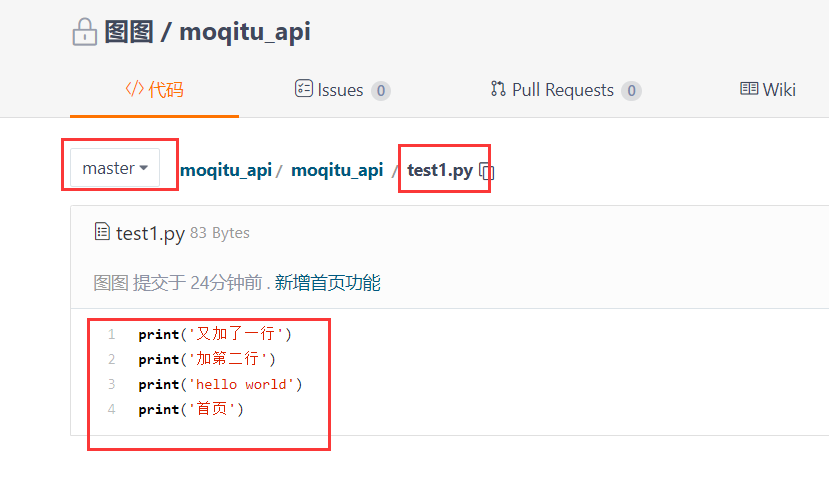 图图 / moqitu_api
代码 Issues 0 Pull Requests 0 Wiki
master moqitu_api / moqitu_api / test1.py
test1.py 83 Bytes
图图 提交于 24分钟前 . 新增首页功能
1 print('又加了一行')
2 print('加第二行')
3 print('hello world')
4 print('首页')